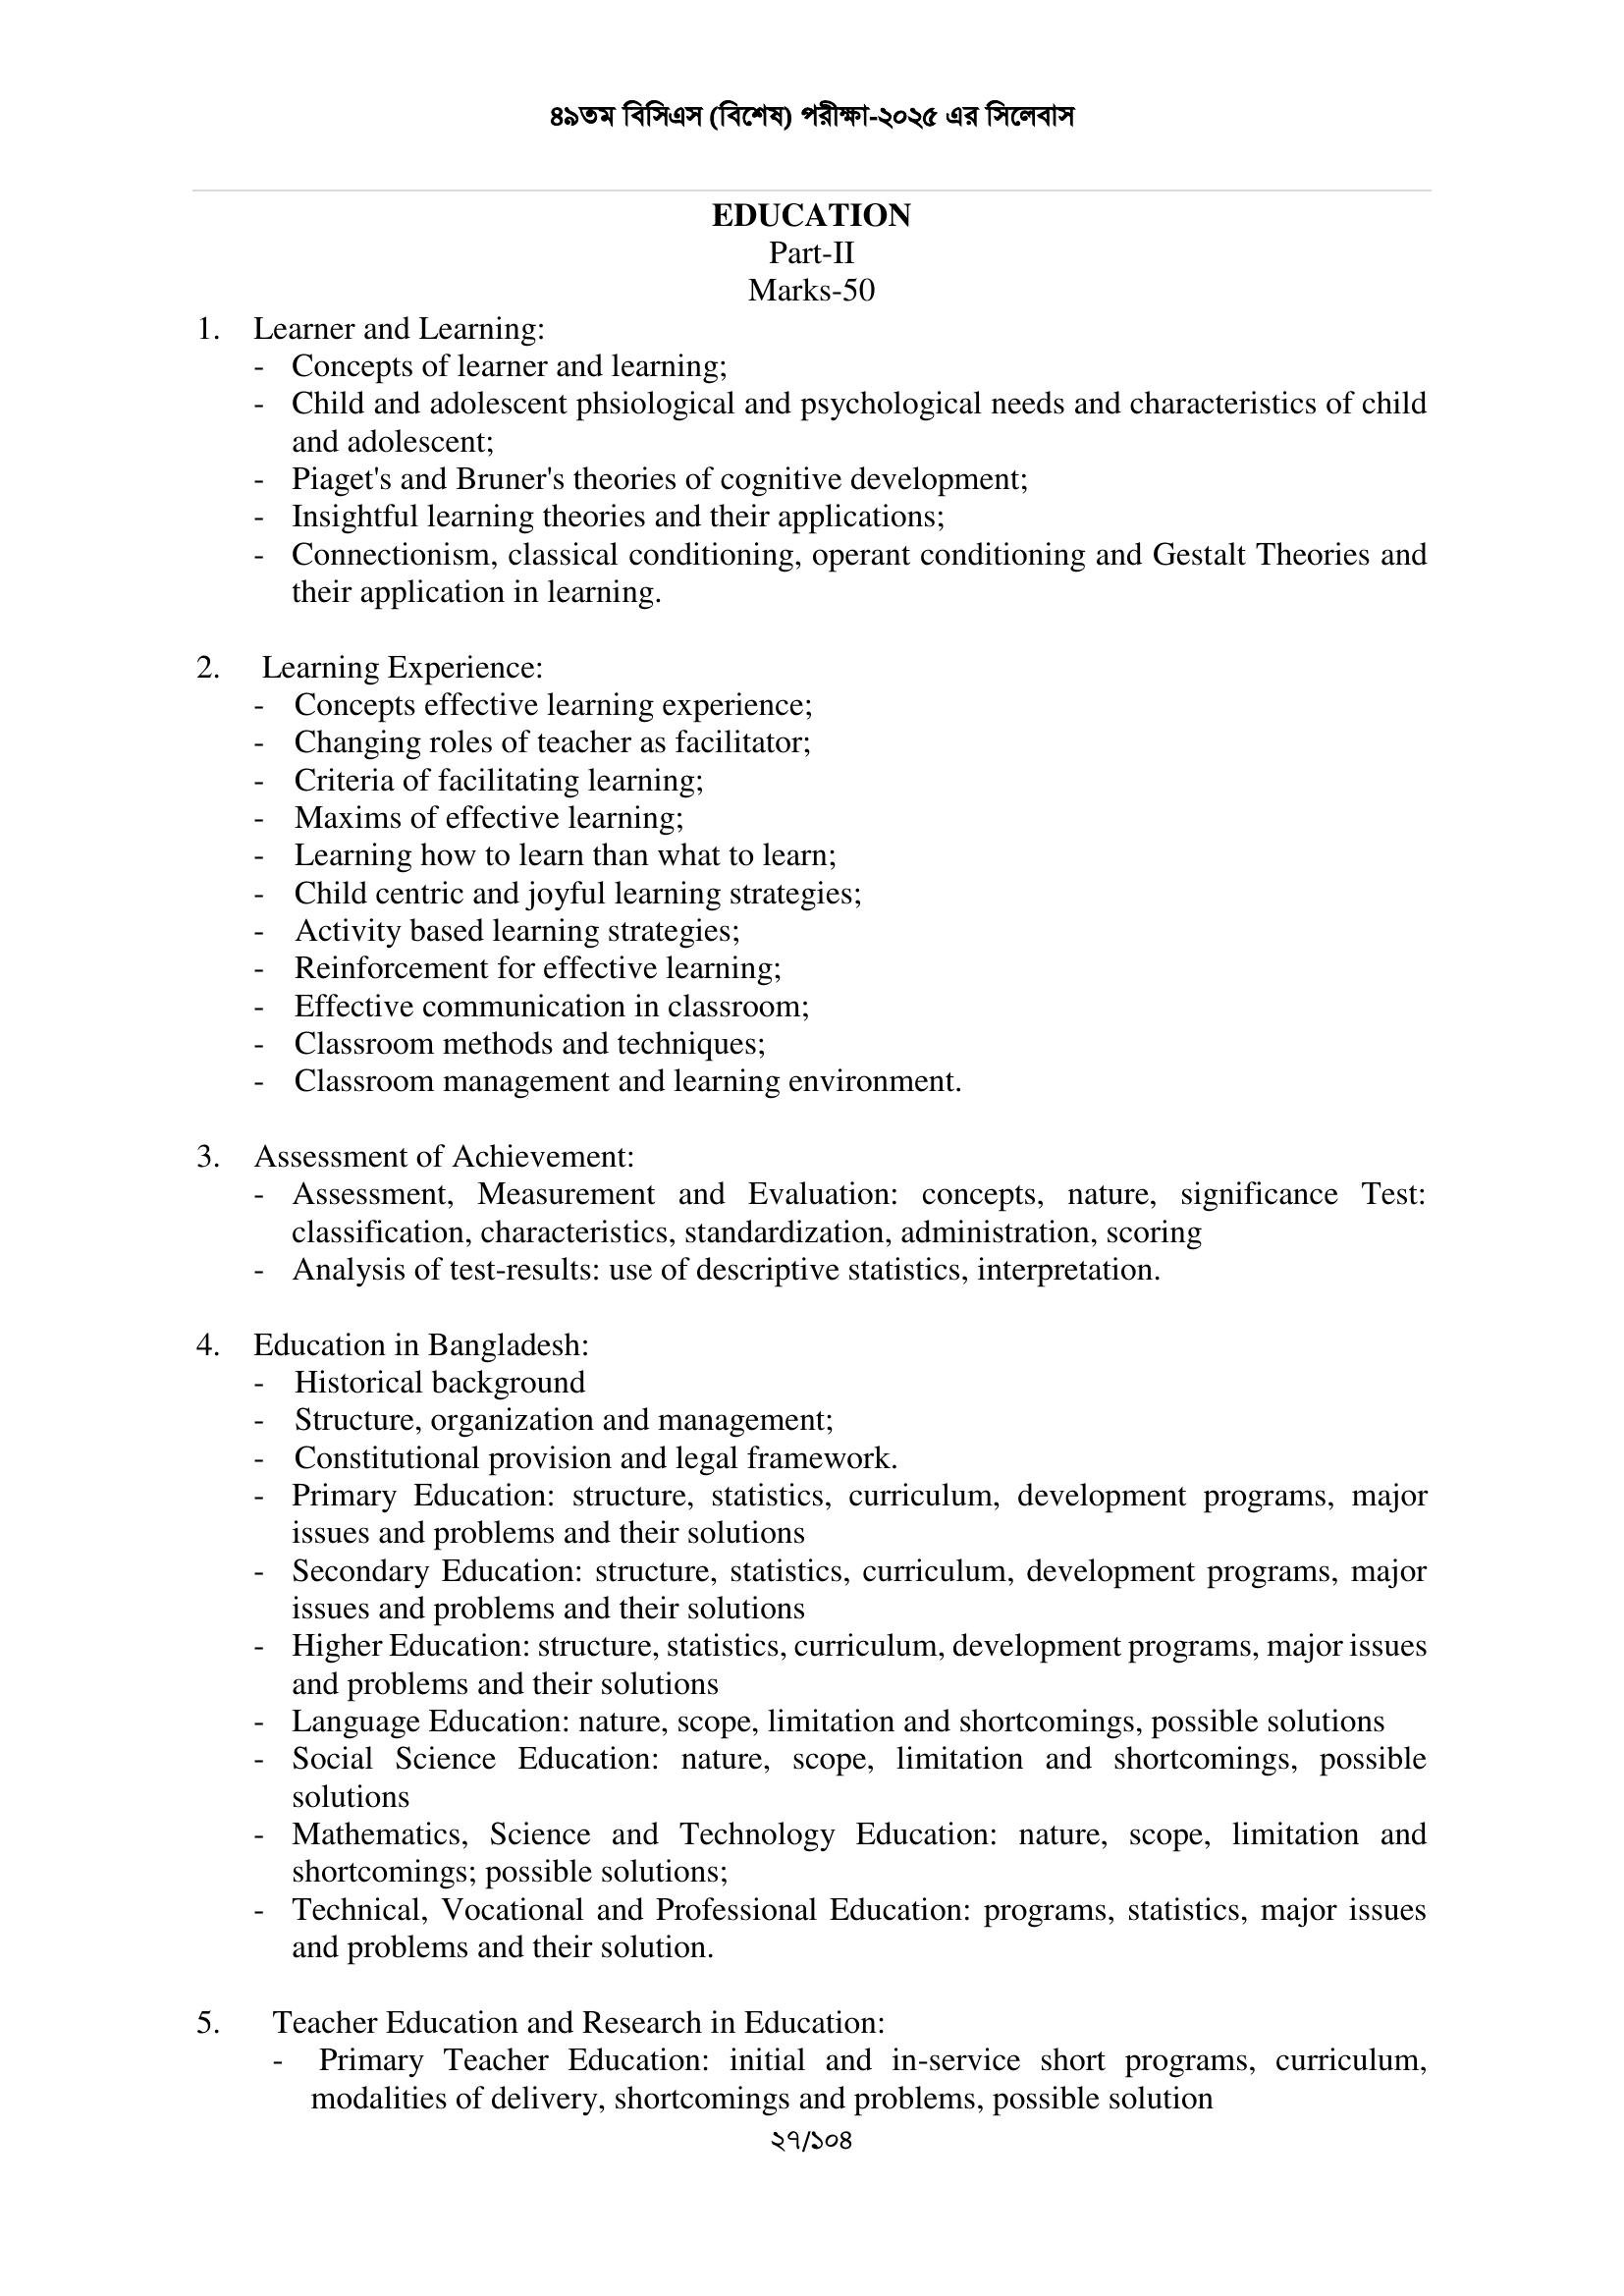 ৪৯তম বিসিএস (বিশেষ) পরীক্ষা-২০২৫ এর সিলেবাস
EDUCATION
Part-II
Marks-50
1. Learner and Learning:
- Concepts of learner and learning;
- Child and adolescent phsiological and psychological needs and characteristics of child
and adolescent;
- Piaget's and Bruner's theories of cognitive development;
- Insightful learning theories and their applications;
- Connectionism, classical conditioning, operant conditioning and Gestalt Theories and
their application in learning.
2. Learning Experience:
- Concepts effective learning experience;
- Changing roles of teacher as facilitator;
- Criteria of facilitating learning;
- Maxims of effective learning;
- Learning how to learn than what to learn;
- Child centric and joyful learning strategies;
- Activity based learning strategies;
- Reinforcement for effective learning;
- Effective communication in classroom;
- Classroom methods and techniques;
- Classroom management and learning environment.
3. Assessment of Achievement:
- Assessment, Measurement and Evaluation: concepts, nature, significance Test:
classification, characteristics, standardization, administration, scoring
- Analysis of test-results: use of descriptive statistics, interpretation.
4. Education in Bangladesh:
- Historical background
- Structure, organization and management;
- Constitutional provision and legal framework.
- Primary Education: structure, statistics, curriculum, development programs, major
issues and problems and their solutions
- Secondary Education: structure, statistics, curriculum, development programs, major
issues and problems and their solutions
- Higher Education: structure, statistics, curriculum, development programs, major issues
and problems and their solutions
- Language Education: nature, scope, limitation and shortcomings, possible solutions
- Social Science Education: nature, scope, limitation and shortcomings, possible
solutions
- Mathematics, Science and Technology Education: nature, scope, limitation and
shortcomings; possible solutions;
- Technical, Vocational and Professional Education: programs, statistics, major issues
and problems and their solution.
5. Teacher Education and Research in Education:
- Primary Teacher Education: initial and in-service short programs, curriculum,
modalities of delivery, shortcomings and problems, possible solution
২৭/১০৪